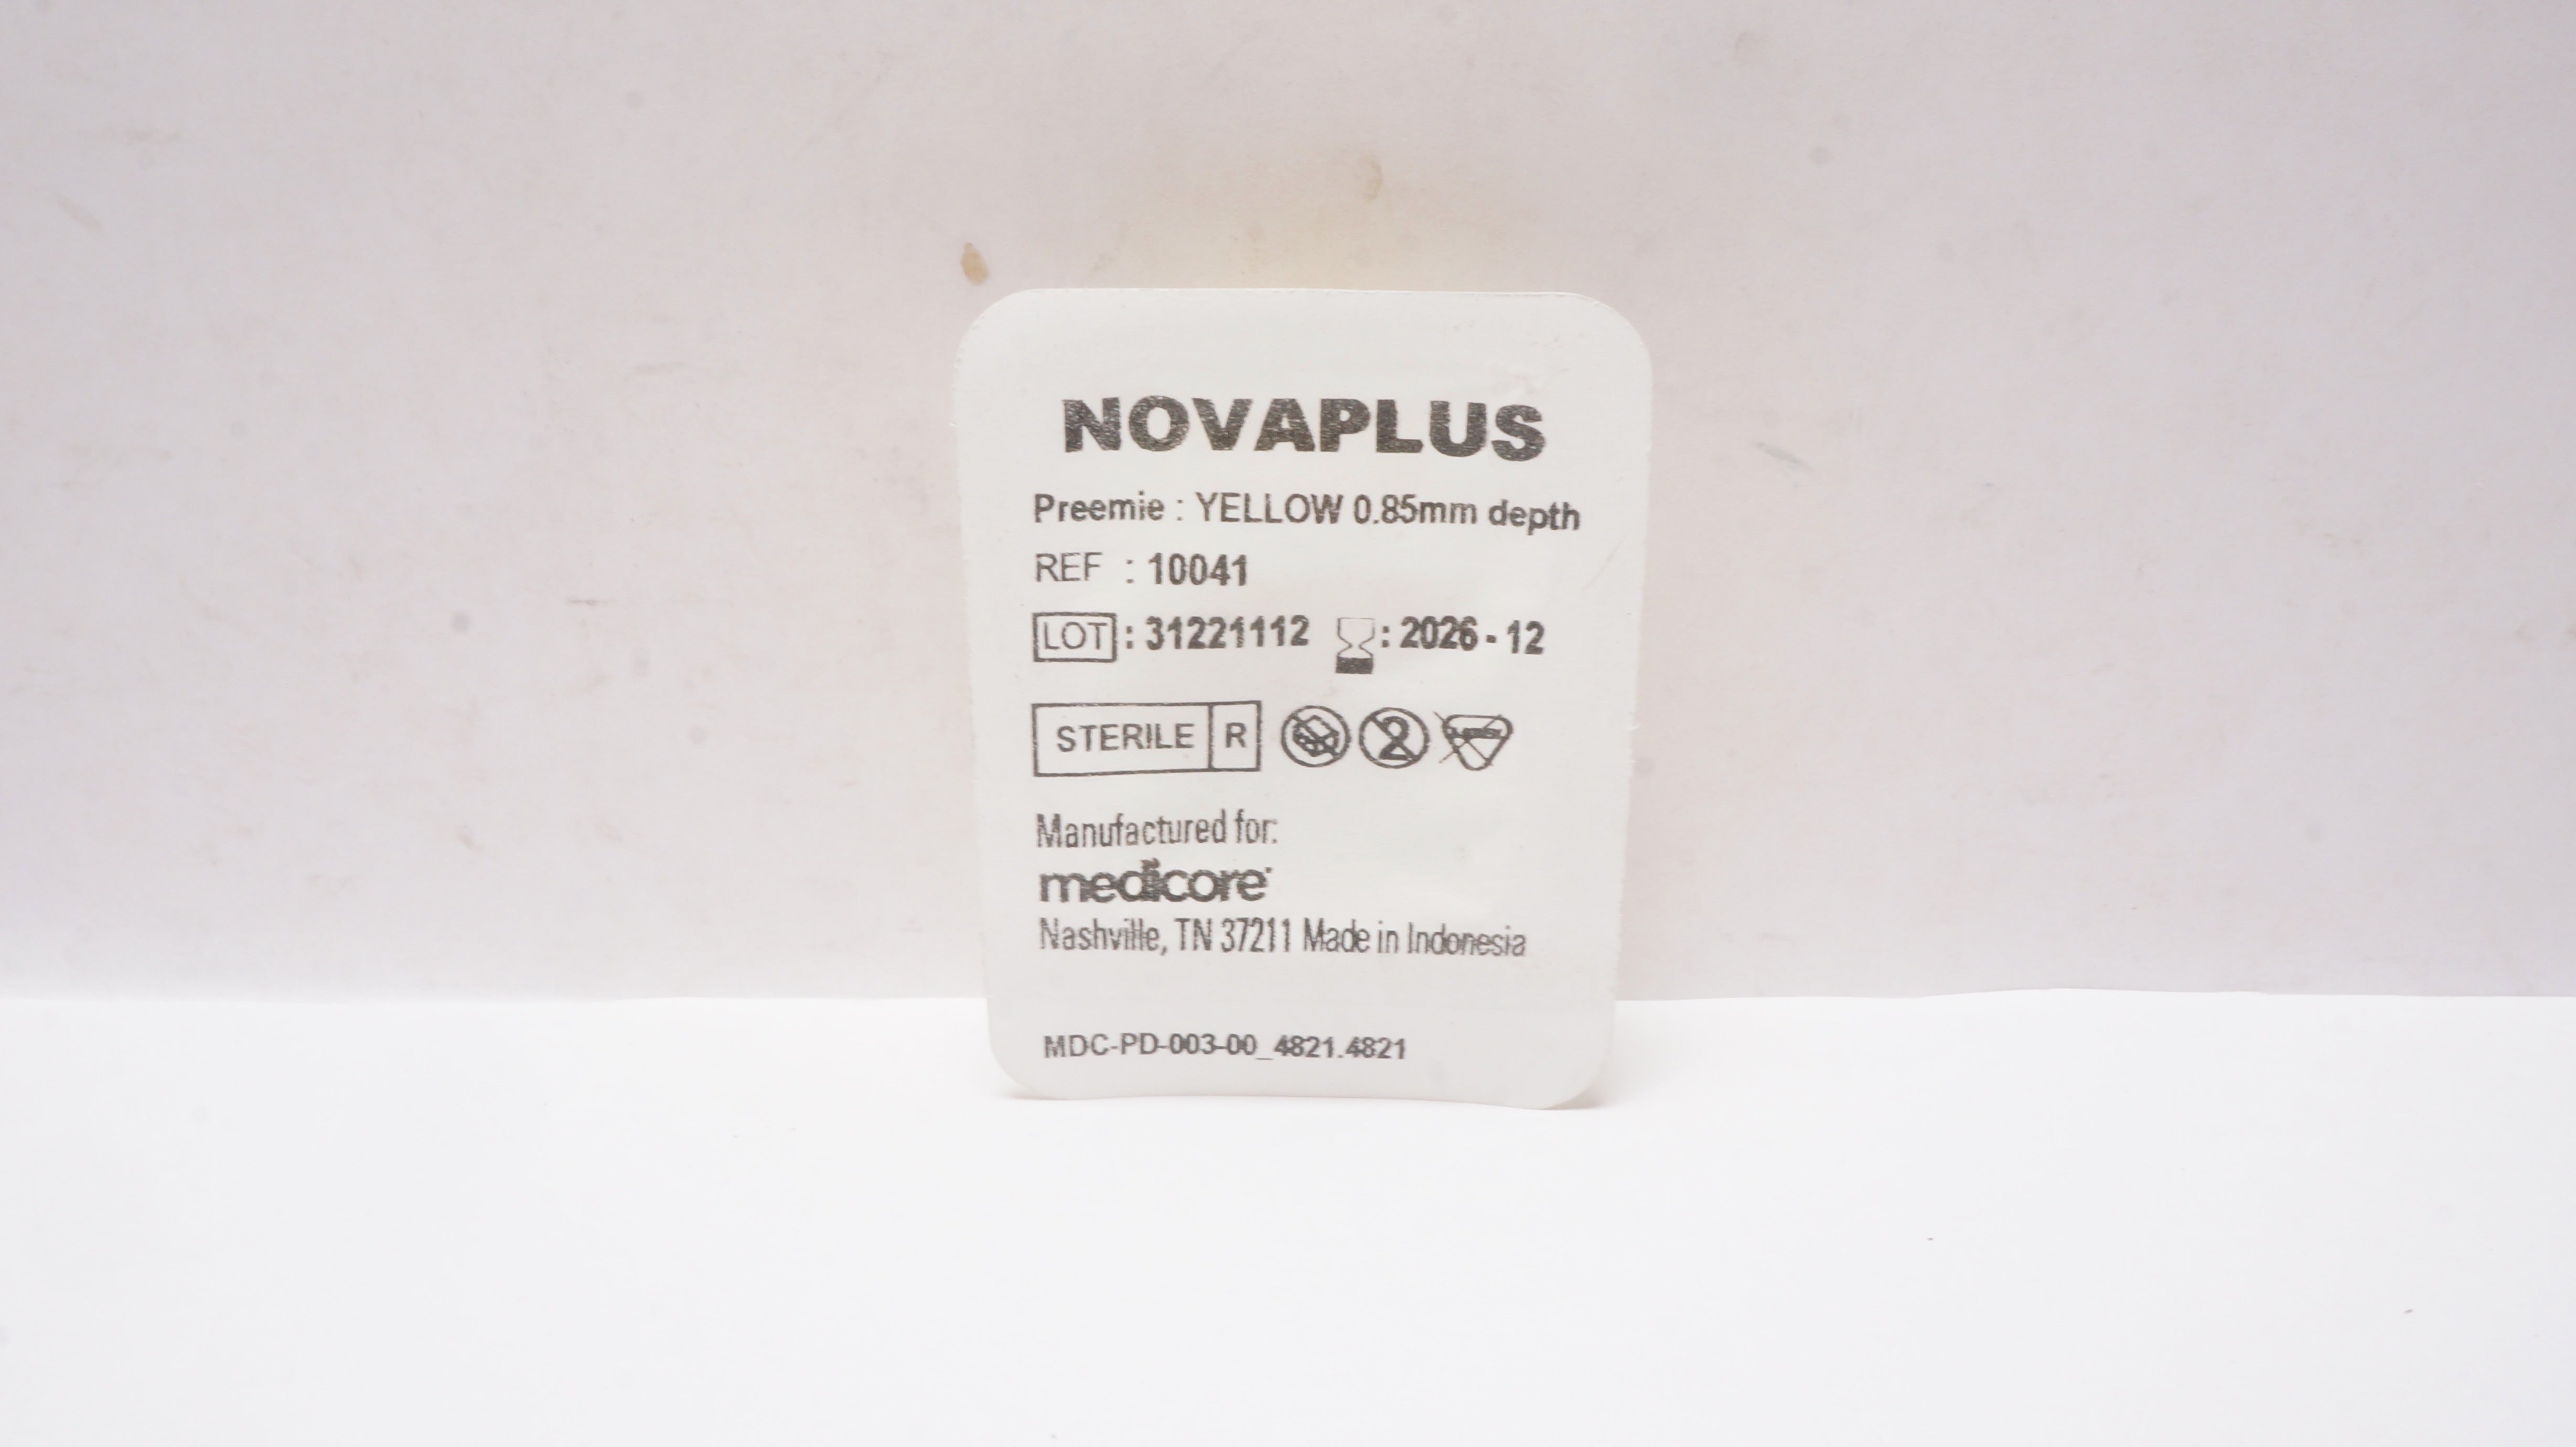 NOVAPLUS
Preemie : YELLOW 0.85mm depth
REF : 10041
LOT : 31221112 : 2026-12
STERILE R 2
Manufactured for:
medicore
Nashville, TN 37211 Made in Indonesia
MDC-PD-003-00_4821.4821